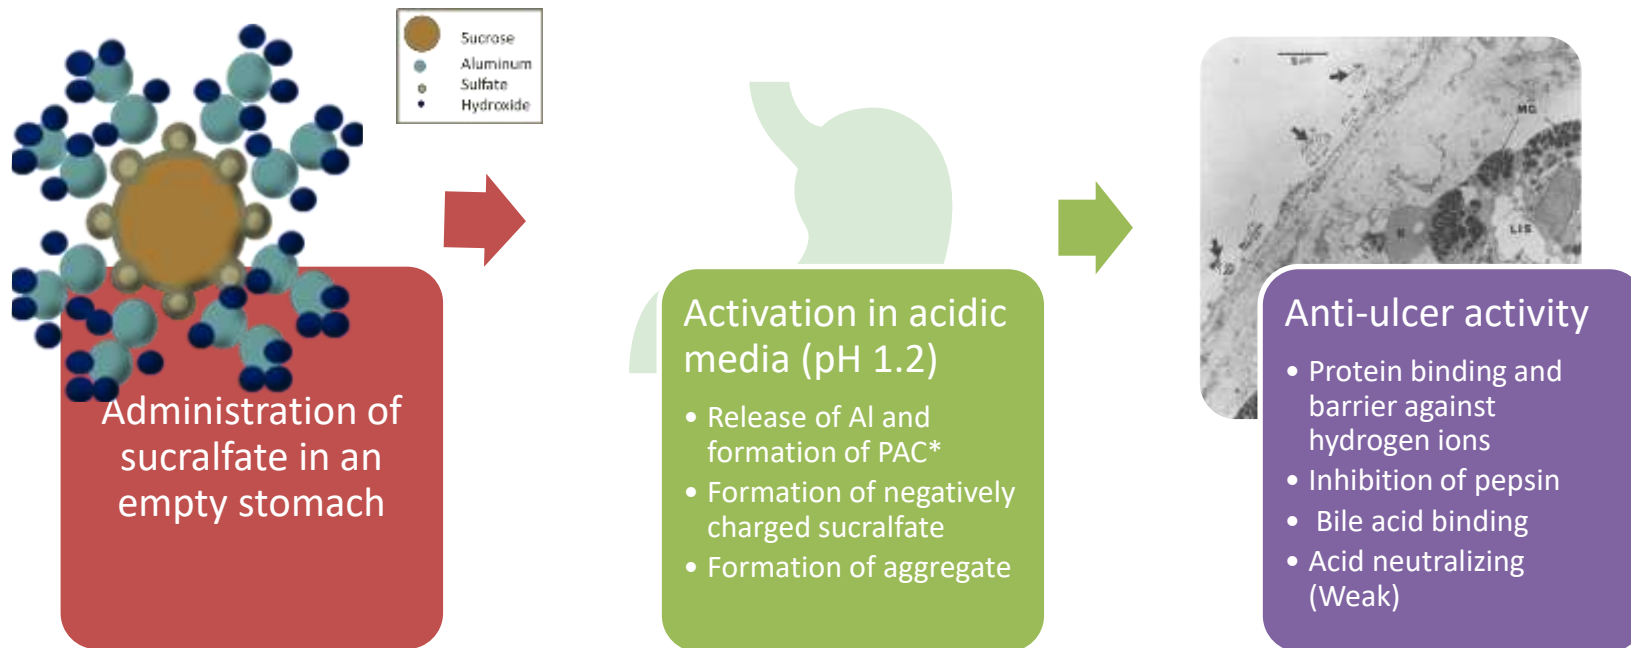 Sucrose
Aluminum
Sulfate
Hydroxide
Administration of
sucralfate in an
empty stomach
Activation in acidic
media (pH 1.2)
• Release of Al and
formation of PAC*
• Formation of negatively
charged sucralfate
• Formation of aggregate
MG
LIS
Anti-ulcer activity
• Protein binding and
barrier against
hydrogen ions
• Inhibition of pepsin
• Bile acid binding
• Acid neutralizing
(Weak)